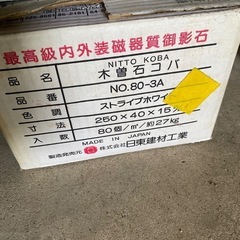 最高級内外装磁器質御影石
NITTO KOBA
品名 木曽石コバ
品番 NO.80-3A
色調 ストライプホワイ
寸法 250×40×15
入数 80個/㎡/約27kg
MADE IN JAPAN
製造発売元 株式会社 日東建材工業